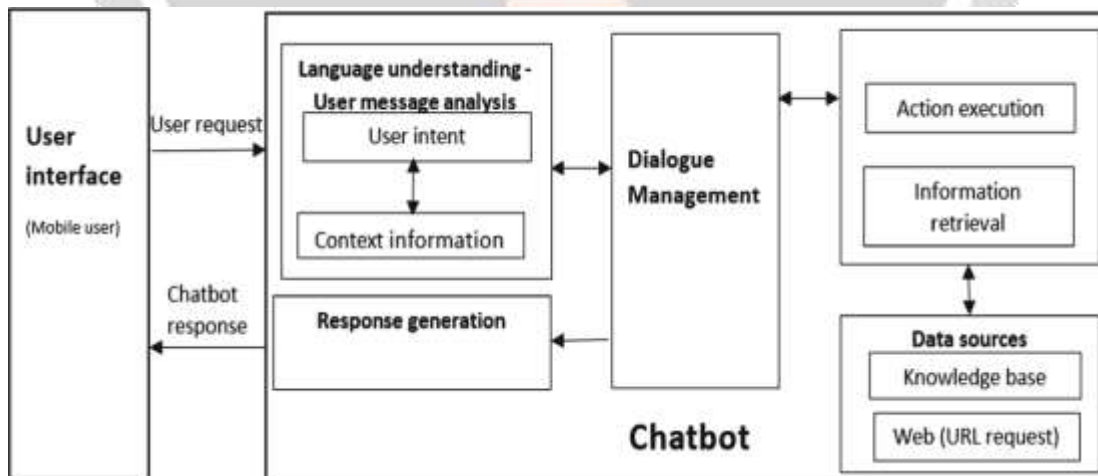 User
interface
(Mobile user)
User request
Chatbot
response
Language understanding -
User message analysis
User intent
Context information
Response generation
Dialogue
Management
Action execution
Information
retrieval
Data sources
Knowledge base
Web (URL request)
Chatbot